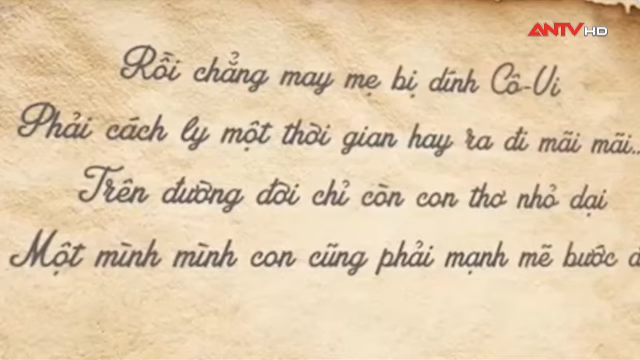 ANTV HD
Rồi chẳng may mẹ bị dính Cô-Vi
Phải cách ly một thời gian hay ra đi mãi mãi...
Trên đường đời chỉ còn con thơ nhỏ dại
Một mình mình con cũng phải mạnh mẽ bước